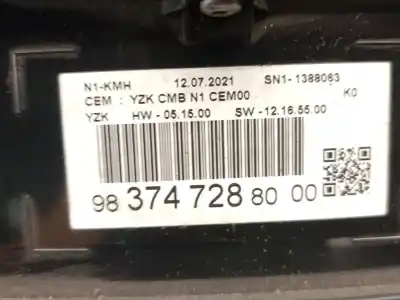 N1-KMH 12.07.2021 SN1-1388063
CEM : YZK CMB N1 CEM00 K0
YZK HW-05.15.00 SW-12.16.55.00
98 374 728 80 00